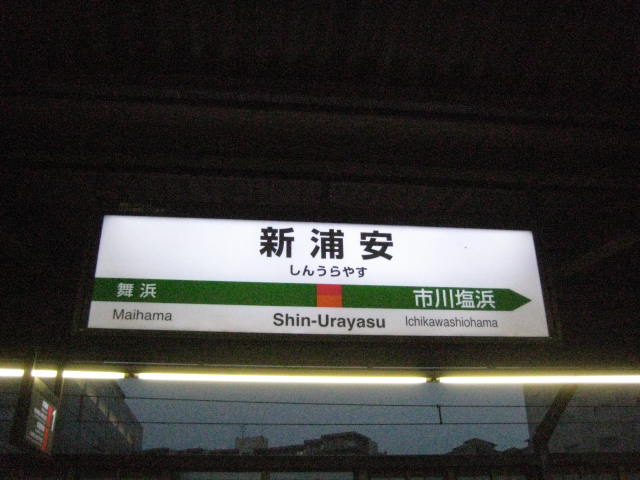 新浦安
しんうらやす
舞浜
市川塩浜
Maihama
Shin-Urayasu
Ichikawashiohama